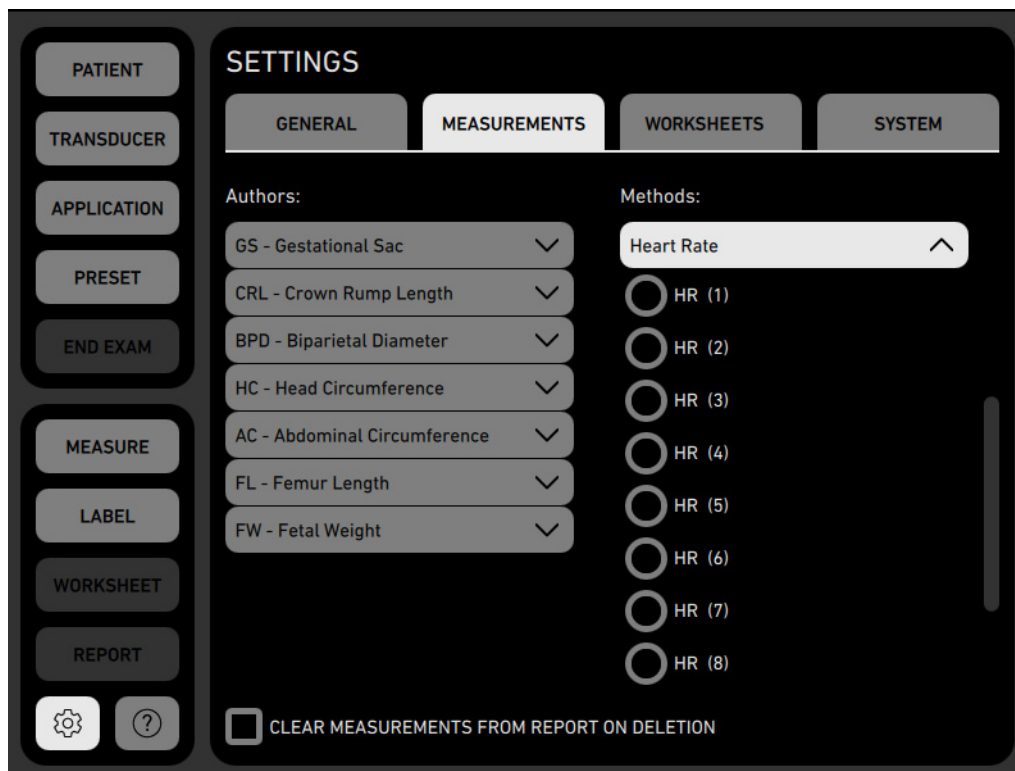 PATIENT
TRANSDUCER
APPLICATION
PRESET
END EXAM
MEASURE
LABEL
WORKSHEET
REPORT
?
SETTINGS
GENERAL
MEASUREMENTS
WORKSHEETS
SYSTEM
Authors:
GS - Gestational Sac
CRL - Crown Rump Length
BPD - Biparietal Diameter
HC - Head Circumference
AC - Abdominal Circumference
FL - Femur Length
FW - Fetal Weight
Methods:
Heart Rate
HR (1)
HR (2)
HR (3)
HR (4)
HR (5)
HR (6)
HR (7)
HR (8)
CLEAR MEASUREMENTS FROM REPORT ON DELETION